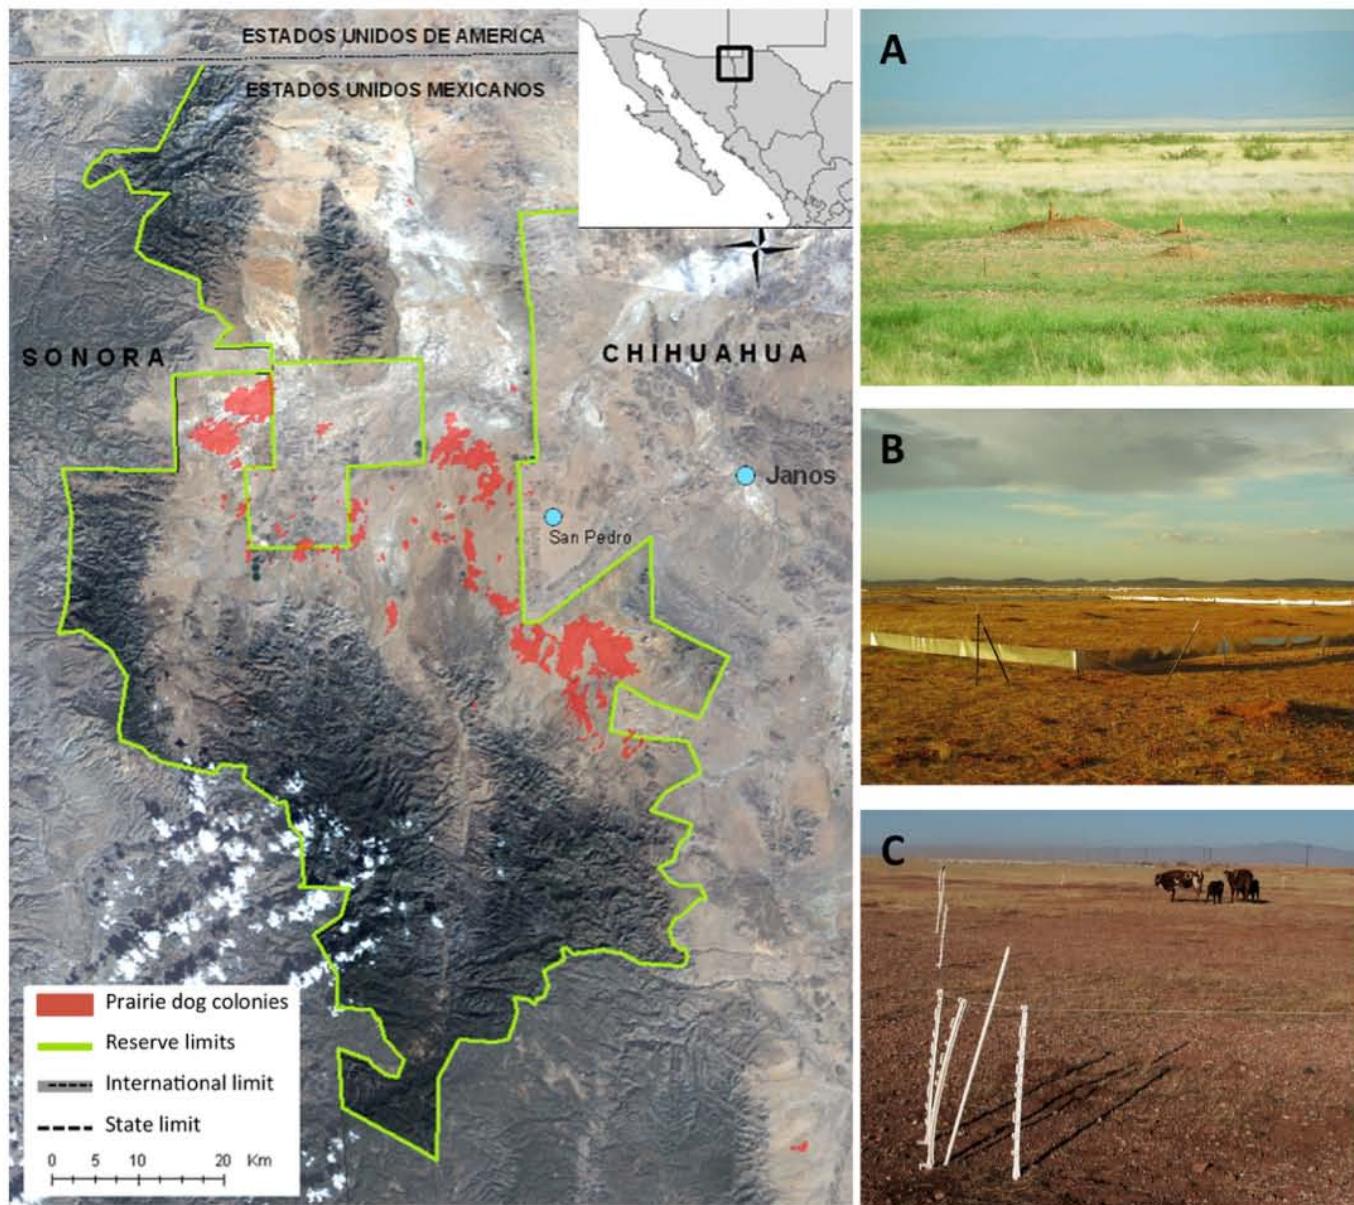 ESTADOS UNIDOS DE AMERICA
ESTADOS UNIDOS MEXICANOS
SONORA
CHIHUAHUA
Janos
San Pedro
Prairie dog colonies
Reserve limits
International limit
State limit
0 5 10 20 Km
A
B
C